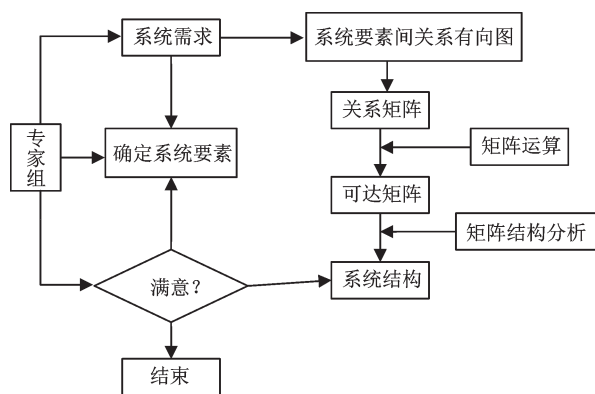 系统需求
系统要素间关系有向图
关系矩阵
专家组
确定系统要素
矩阵运算
可达矩阵
矩阵结构分析
满意?
系统结构
结束